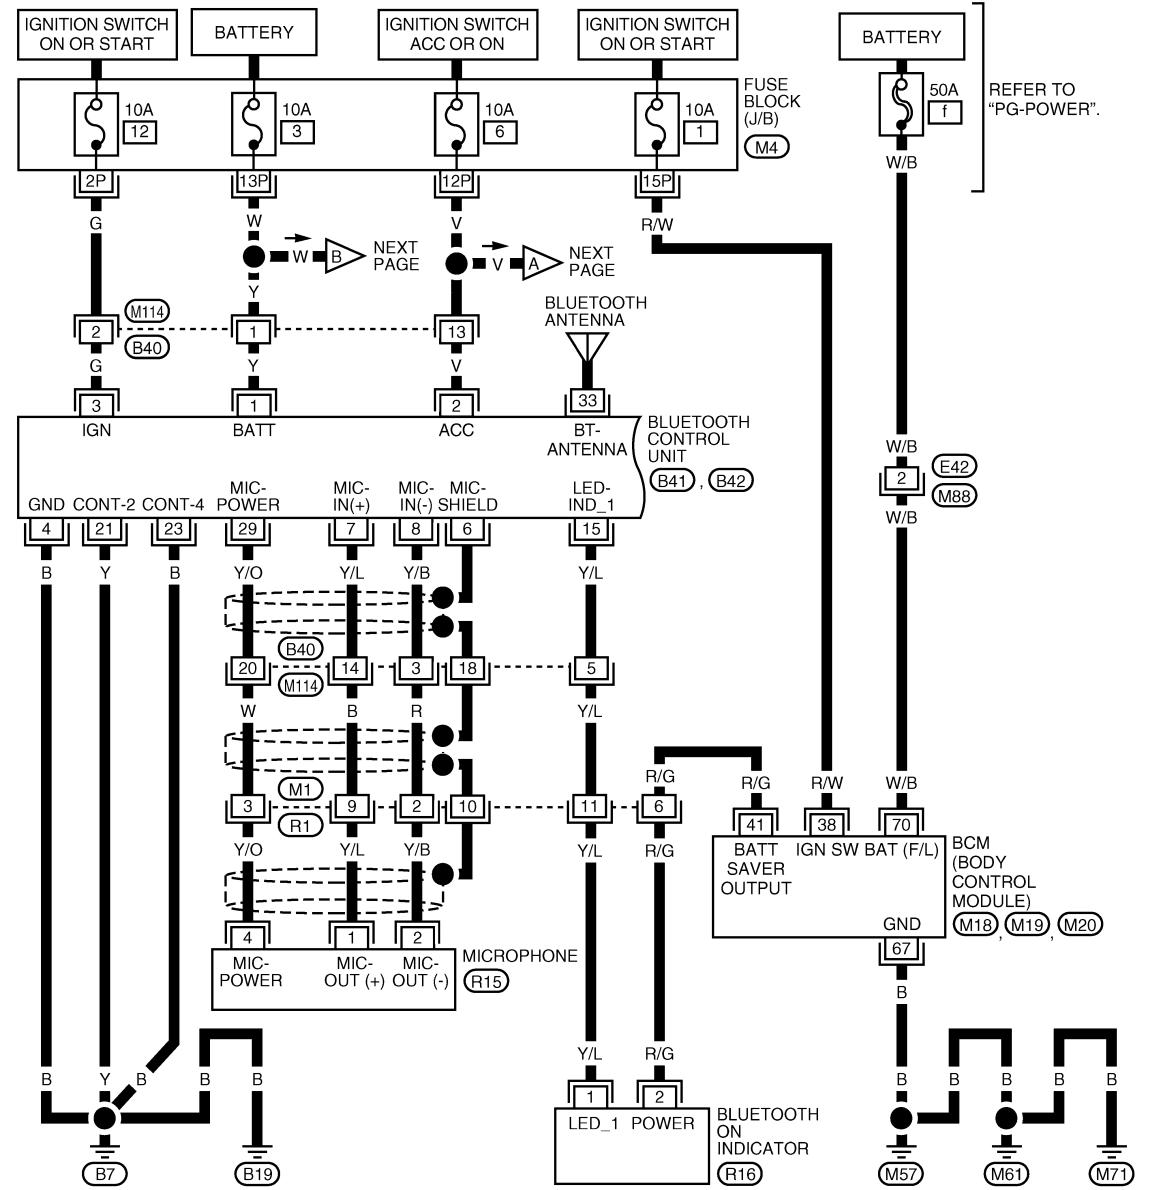 IGNITION SWITCH
ON OR START
BATTERY
IGNITION SWITCH
ACC OR ON
IGNITION SWITCH
ON OR START
BATTERY
10A
12
10A
3
10A
6
10A
1
FUSE
BLOCK
(J/B)
M4
50A
f
REFER TO
“PG-POWER”.
2P
13P
12P
15P
W/B
G
W
V
R/W
W
B
NEXT
PAGE
V
A
NEXT
PAGE
Y
BLUETOOTH
ANTENNA
M114
2
1
13
B40
G
Y
V
3
1
2
33
IGN
BATT
ACC
BT-
ANTENNA
BLUETOOTH
CONTROL
UNIT
B41 , B42
W/B
2
E42
M88
W/B
GND
CONT-2
CONT-4
MIC-
POWER
MIC-
IN(+)
MIC-
IN(-)
MIC-
SHIELD
LED-
IND_1
4
21
23
29
7
8
6
15
B
Y
B
Y/O
Y/L
Y/B
Y/L
B40
20
14
3
18
5
M114
W
B
R
Y/L
M1
3
9
2
10
11
6
R1
R/G
R/G
R/W
W/B
41
38
70
Y/O
Y/L
Y/B
Y/L
R/G
BATT
SAVER
OUTPUT
IGN SW
BAT (F/L)
GND
BCM
(BODY
CONTROL
MODULE)
M18 , M19 , M20
67
4
1
2
MIC-
POWER
MIC-
OUT (+)
MIC-
OUT (-)
MICROPHONE
R15
B
Y/L
R/G
B
Y
B
B
B
B
B
B
B
B
1
2
LED_1
POWER
BLUETOOTH
ON
INDICATOR
R16
B7
B19
M57
M61
M71